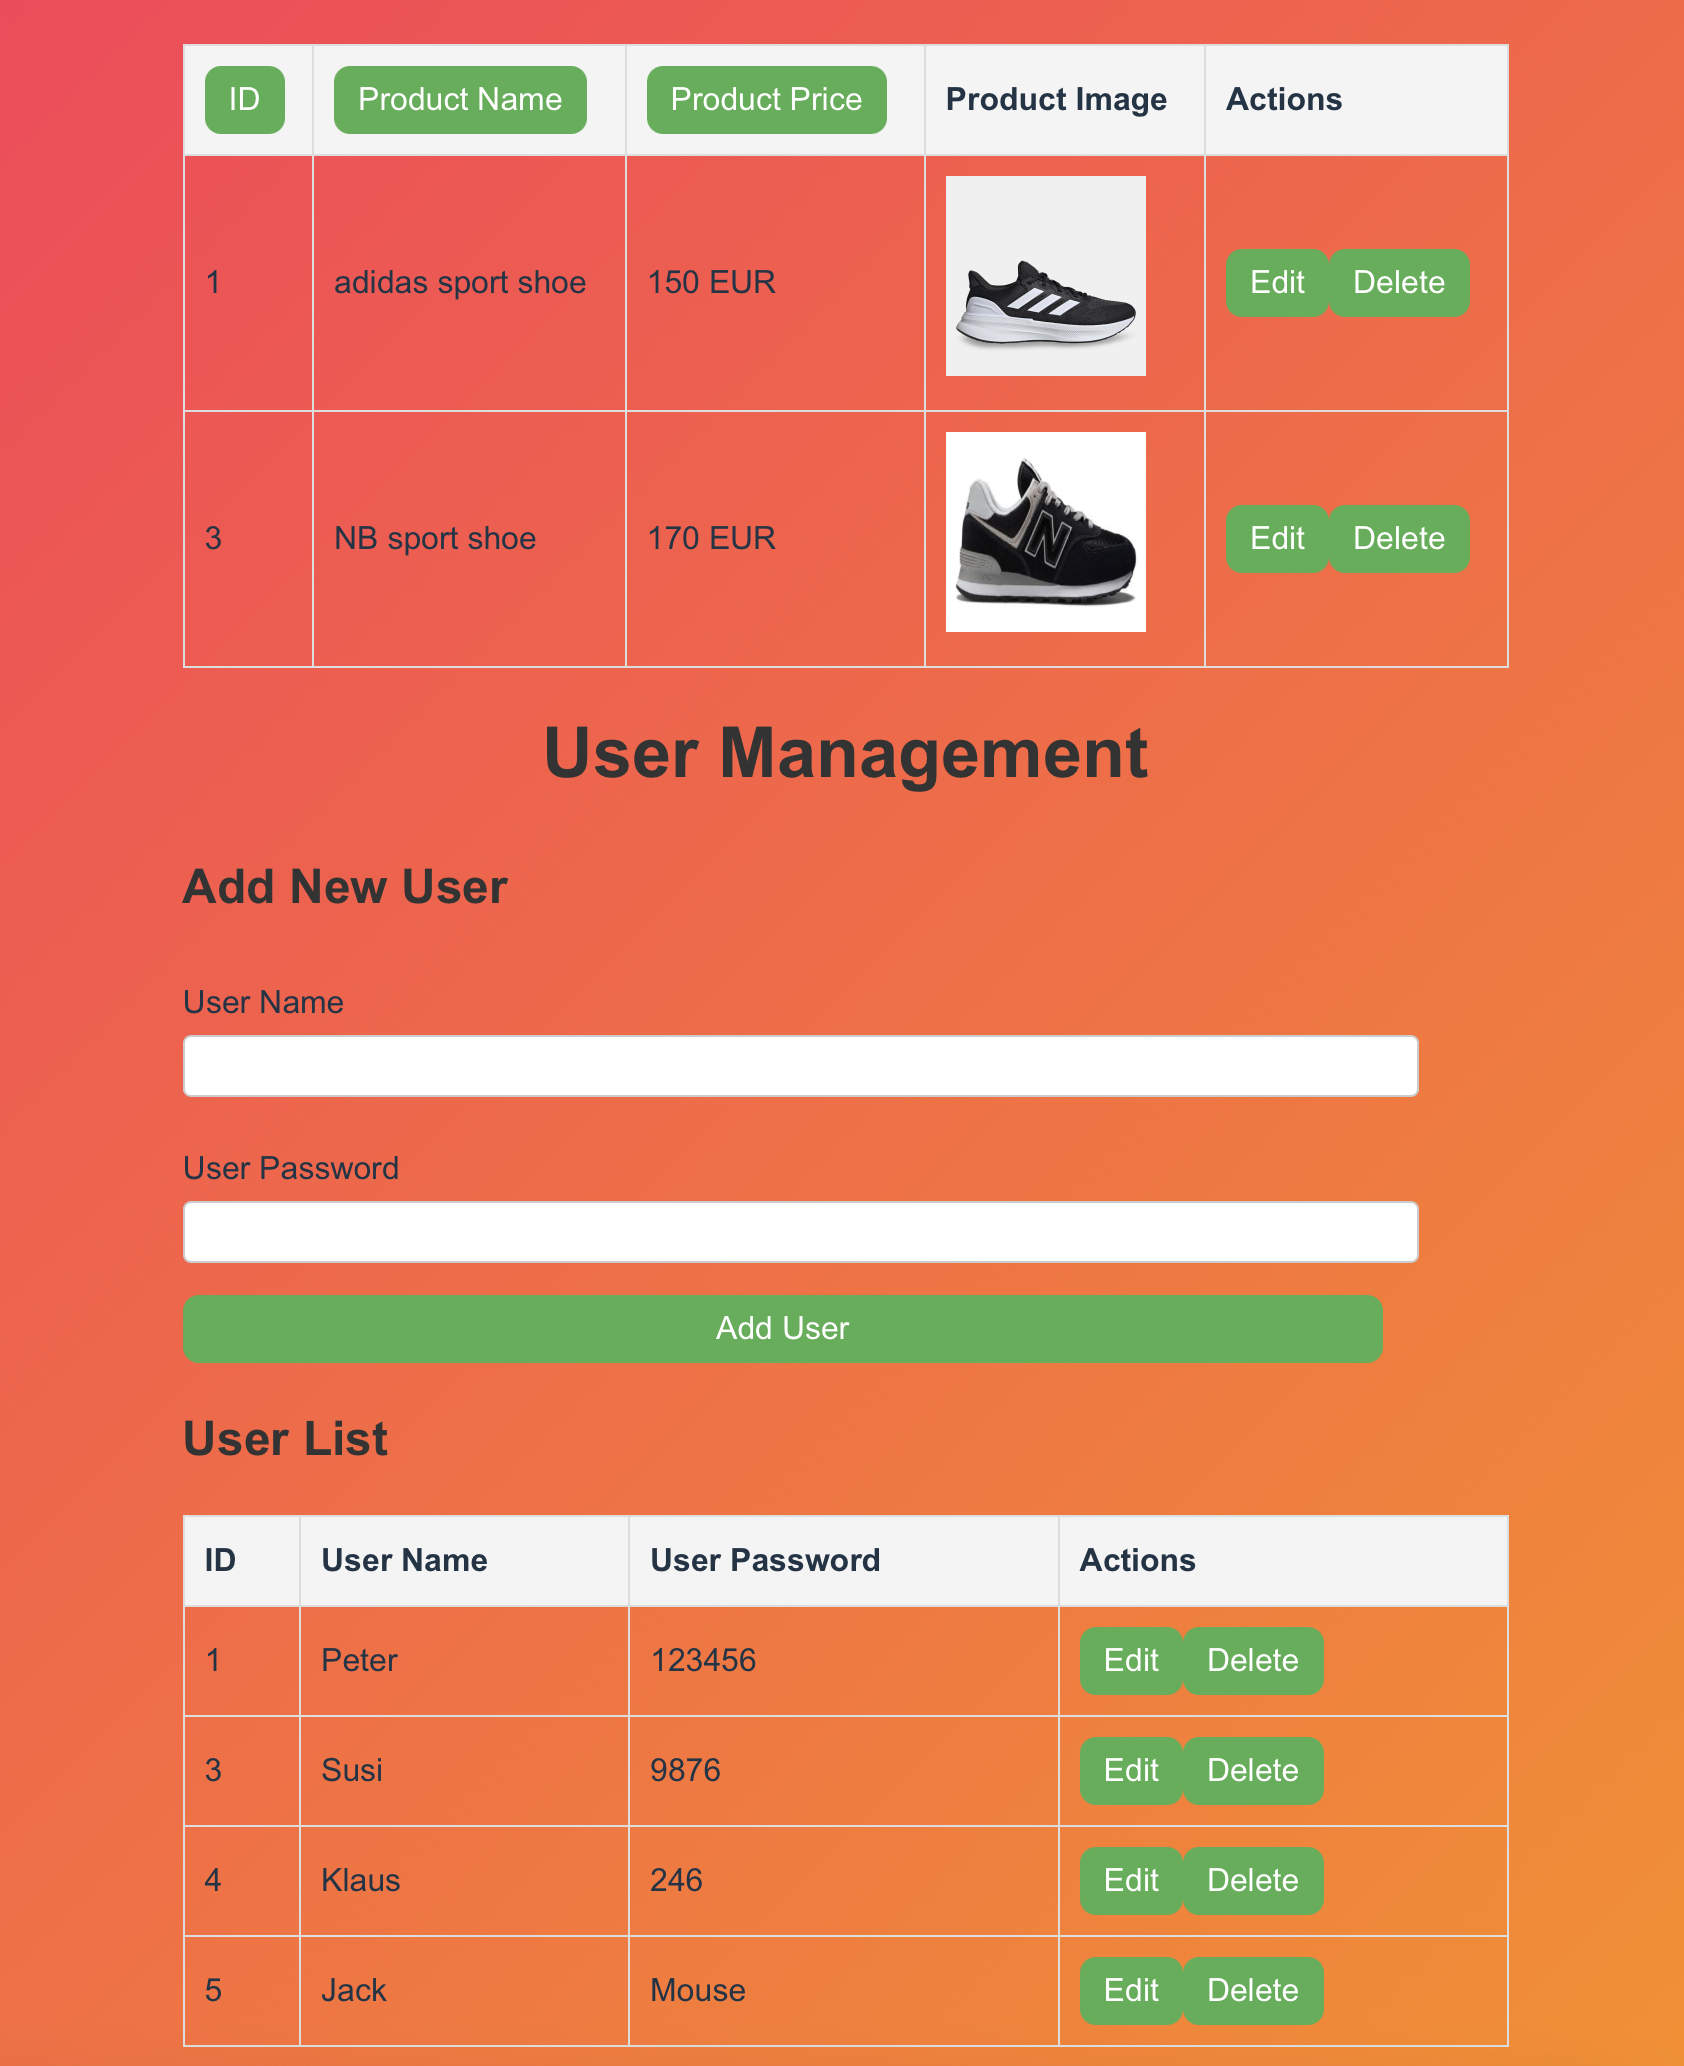 ID Product Name Product Price Product Image Actions
1 adidas sport shoe 150 EUR Edit Delete
3 NB sport shoe 170 EUR N Edit Delete
User Management
Add New User
User Name
User Password
Add User
User List
ID User Name User Password Actions
1 Peter 123456 Edit Delete
3 Susi 9876 Edit Delete
4 Klaus 246 Edit Delete
5 Jack Mouse Edit Delete